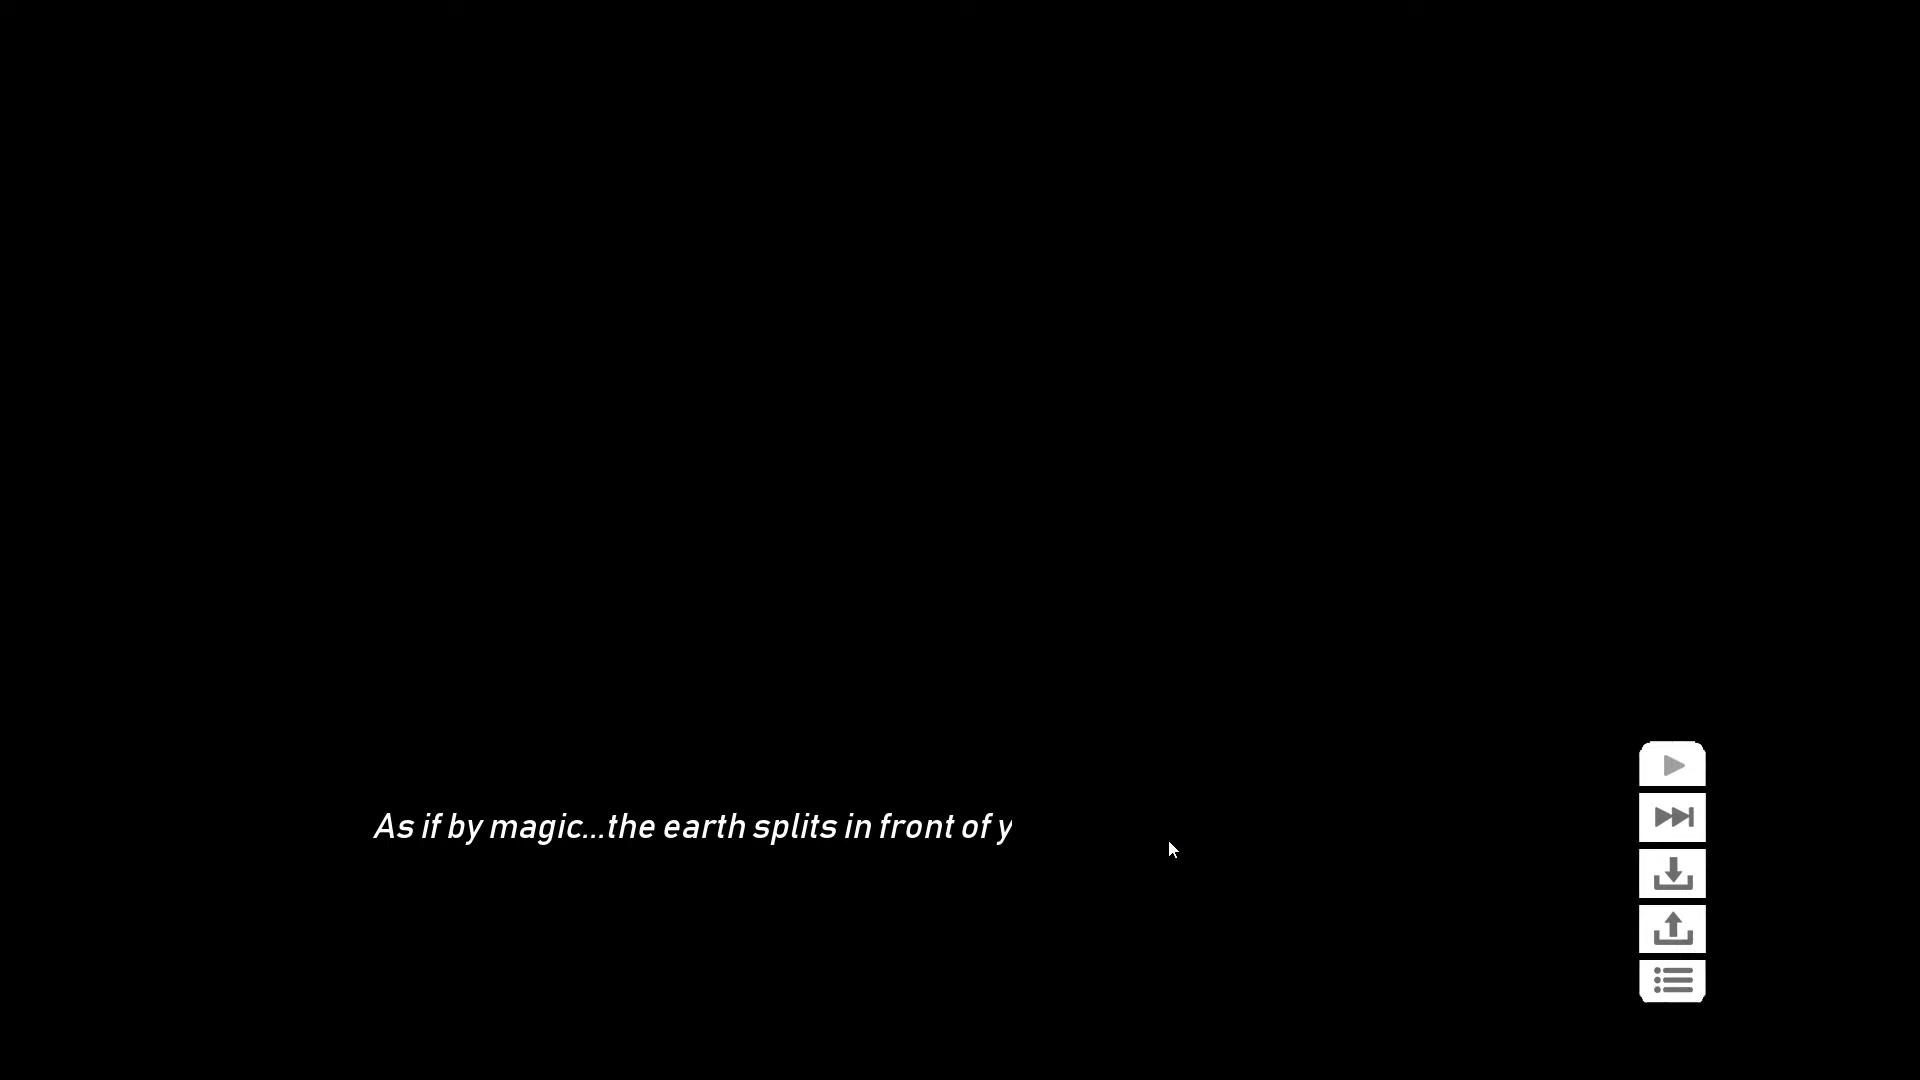 As if by magic...the earth splits in front of y